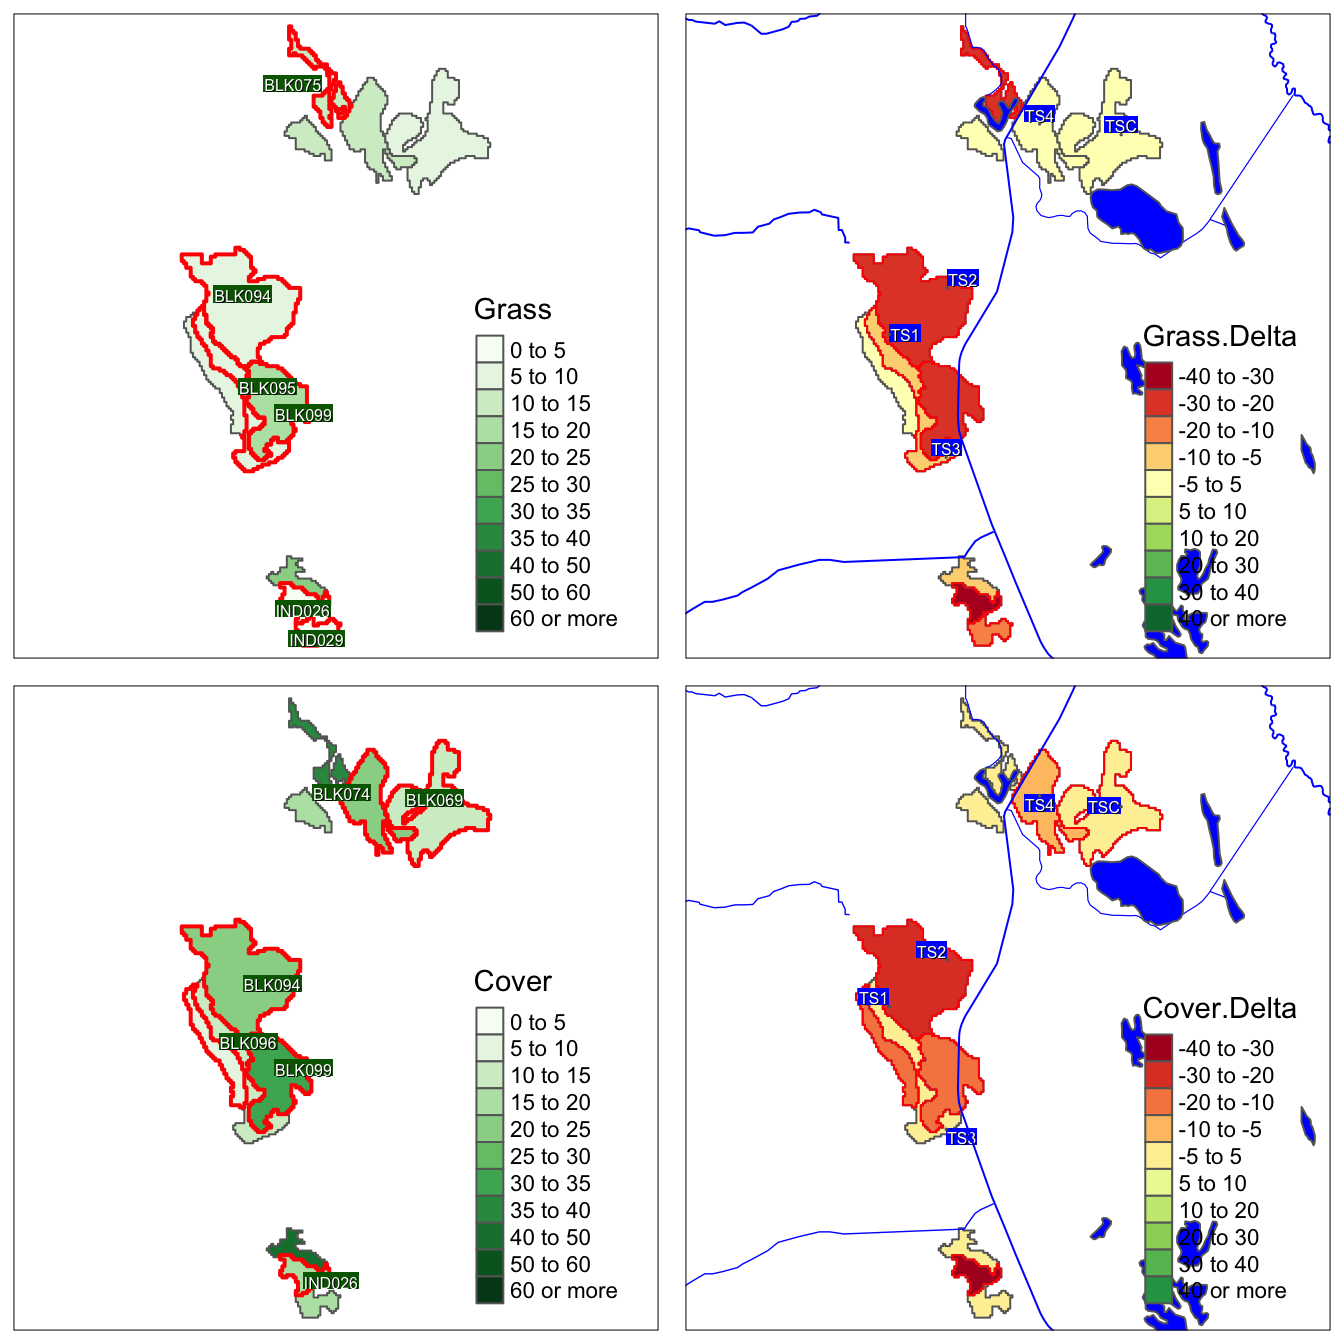 BLK075
BLK094
BLK095
BLK099
IND026
IND029
Grass
0 to 5
5 to 10
10 to 15
15 to 20
20 to 25
25 to 30
30 to 35
35 to 40
40 to 50
50 to 60
60 or more
TS4
TSC
TS2
TS1
TS3
Grass.Delta
-40 to -30
-30 to -20
-20 to -10
-10 to -5
-5 to 5
5 to 10
10 to 20
20 to 30
30 to 40
40 or more
BLK074
BLK069
BLK094
BLK096
BLK099
IND026
Cover
0 to 5
5 to 10
10 to 15
15 to 20
20 to 25
25 to 30
30 to 35
35 to 40
40 to 50
50 to 60
60 or more
TS4
TSC
TS2
TS1
TS3
Cover.Delta
-40 to -30
-30 to -20
-20 to -10
-10 to -5
-5 to 5
5 to 10
10 to 20
20 to 30
30 to 40
40 or more